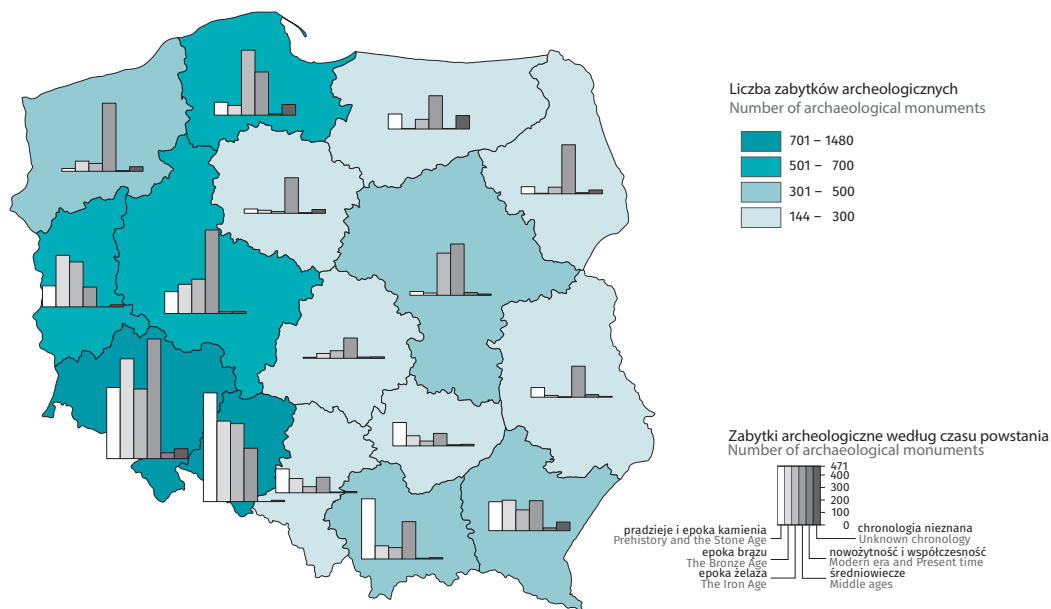 Liczba zabytków archeologicznych
Number of archaeological monuments
701 – 1480
501 – 700
301 – 500
144 – 300
Zabytki archeologiczne według czasu powstania
Number of archaeological monuments
471
400
300
200
100
0
pradzieje i epoka kamienia
Prehistory and the Stone Age
epoka brązu
The Bronze Age
epoka żelaża
The Iron Age
chronologia nieznana
Unknown chronology
nowożytność i współczesność
Modern era and Present time
średniowiecze
Middle ages